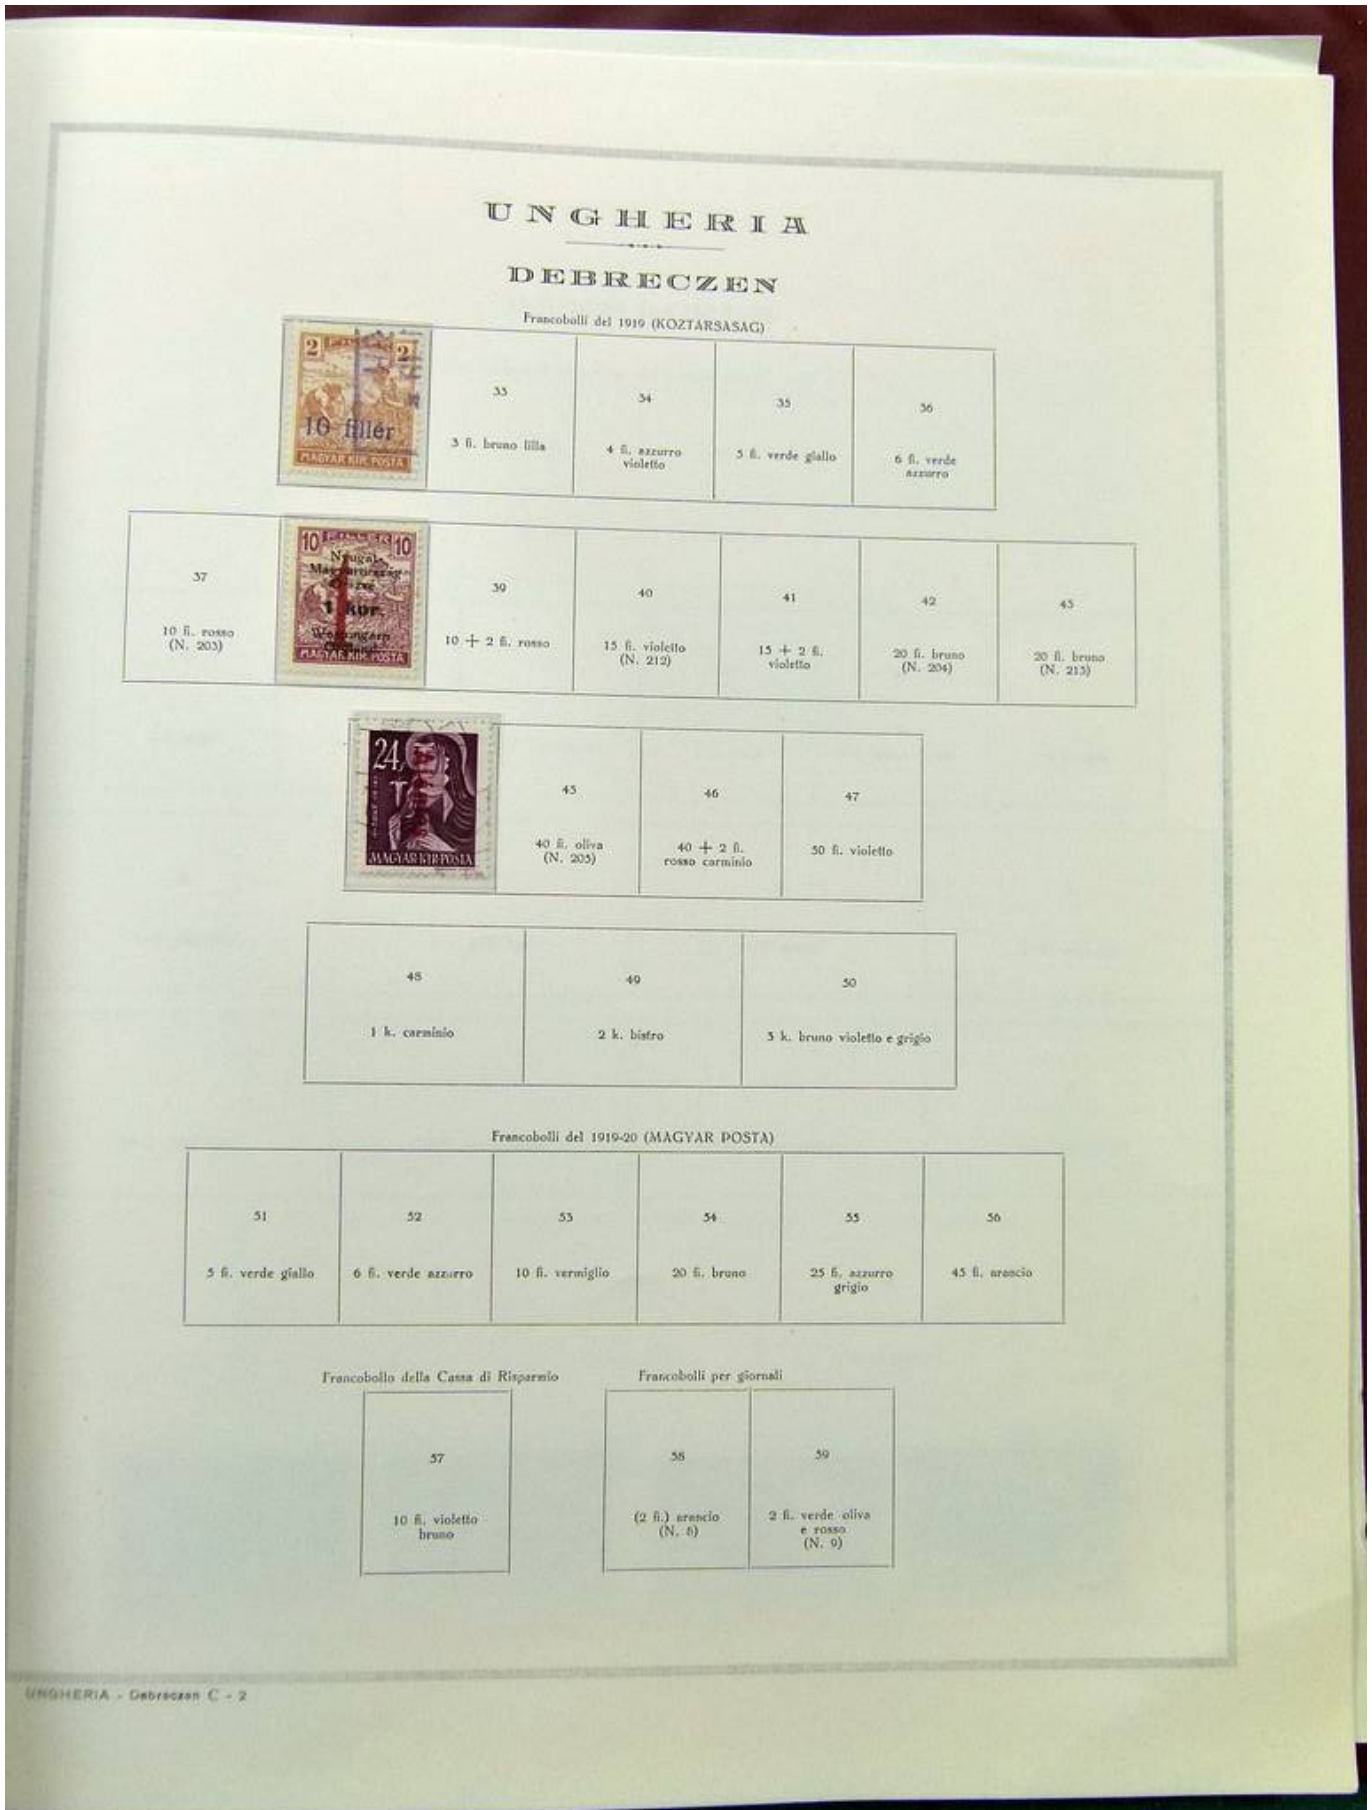 UNGHERIA
DEBRECZEN
Francobolli del 1919 (KOZTARSASAG)
2 2
10 fillér
MAGYAR KIR. POSTA
33
3 fi. bruno lilla
34
4 fi. azzurro
violetto
35
5 fi. verde giallo
36
6 fi. verde
azzurro
37
10 fi. rosso
(N. 203)
10 FILLER 10
Nyugat-
Magyarország
1 kor.
Westungarn
MAGYAR KIR. POSTA
39
10 + 2 fi. rosso
40
15 fi. violetto
(N. 212)
41
15 + 2 fi.
violetto
42
20 fi. bruno
(N. 204)
43
20 fi. bruno
(N. 213)
24
MAGYAR KIR POSTA
45
40 fi. oliva
(N. 205)
46
40 + 2 fi.
rosso carminio
47
50 fi. violetto
48
1 k. carminio
49
2 k. bistro
50
3 k. bruno violetto e grigio
Francobolli del 1919-20 (MAGYAR POSTA)
51
5 fi. verde giallo
52
6 fi. verde azzurro
53
10 fi. vermiglio
54
20 fi. bruno
55
25 fi. azzurro
grigio
56
45 fi. arancio
Francobollo della Cassa di Risparmio
57
10 fi. violetto
bruno
Francobolli per giornali
58
(2 fi.) arancio
(N. 8)
59
2 fi. verde oliva
e rosso
(N. 9)
UNGHERIA - Debreczen C - 2